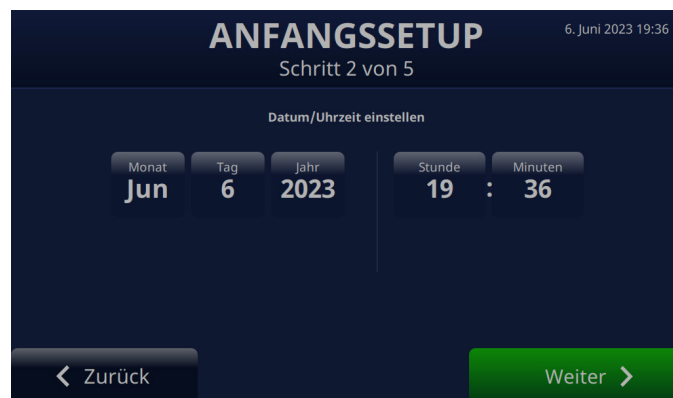 ANFANGSSETUP
6. Juni 2023 19:36
Schritt 2 von 5
Datum/Uhrzeit einstellen
Monat Tag Jahr Stunde Minuten
Jun 6 2023 19 : 36
Zurück Weiter